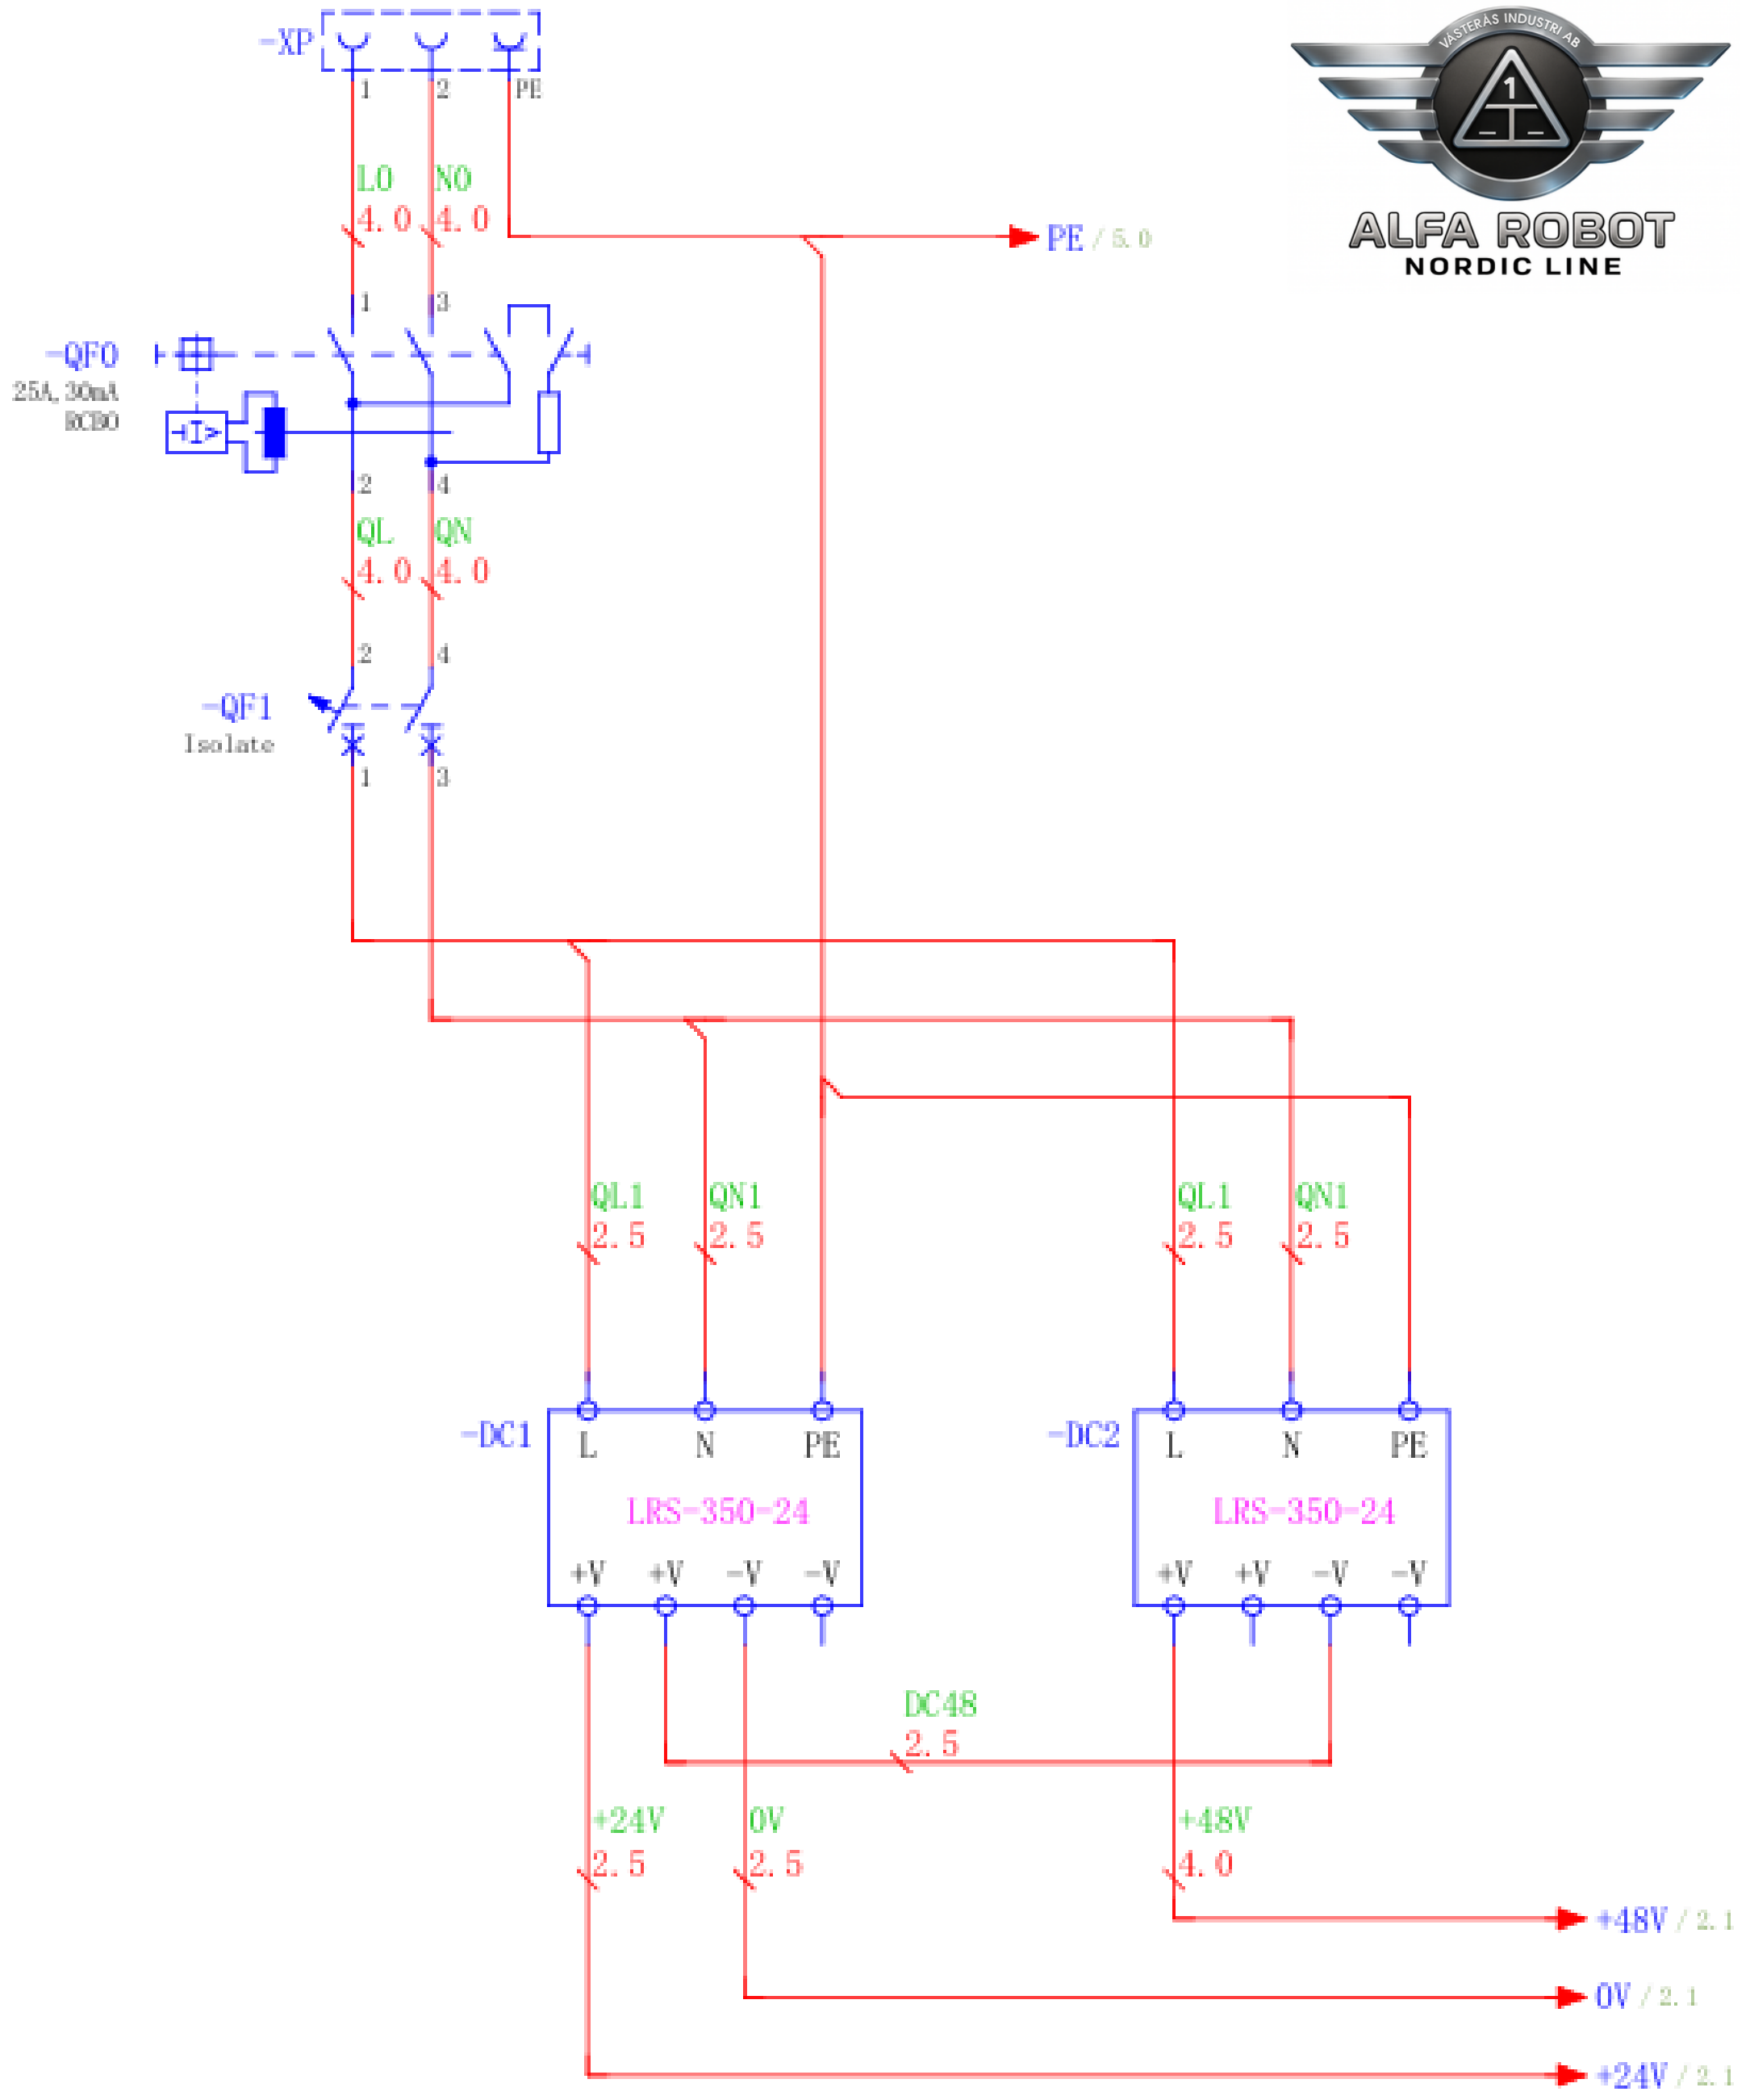 VÄSTERÅS INDUSTRI AB
1
ALFA ROBOT
NORDIC LINE
-XP
1 2 PE
L0 N0
4.0 4.0
PE / 5.0
1 3
-QF0
25A,30mA
RCBO
I>
2 4
QL QN
4.0 4.0
2 4
-QF1
Isolate
1 3
QL1 QN1 QL1 QN1
2.5 2.5 2.5 2.5
-DC1 -DC2
L N PE L N PE
LRS-350-24 LRS-350-24
+V +V -V -V +V +V -V -V
DC48
2.5
+24V 0V +48V
2.5 2.5 4.0
+48V / 2.1
0V / 2.1
+24V / 2.1